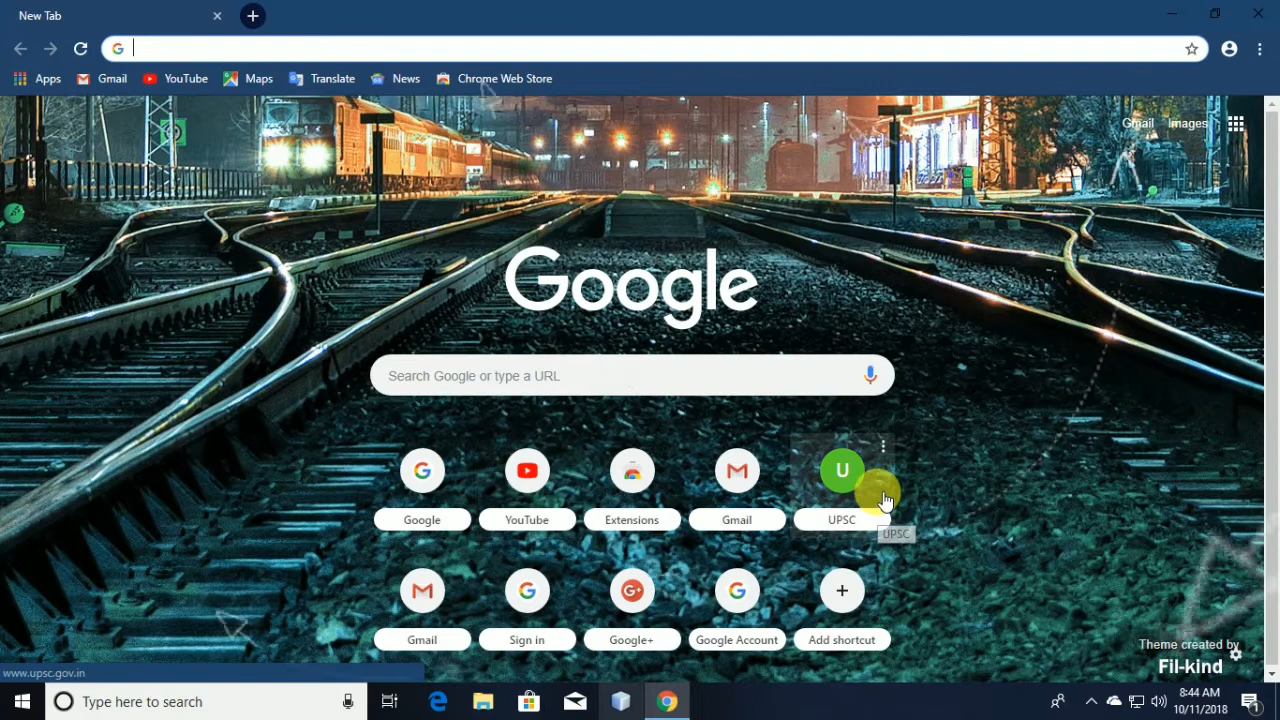 New Tab
Apps Gmail YouTube Maps Translate News Chrome Web Store
Gmail Images
Google
Search Google or type a URL
U
Google YouTube Extensions Gmail UPSC
UPSC
Gmail Sign in Google+ Google Account Add shortcut
Theme created by
Fil-kind
www.upsc.gov.in
Type here to search
8:44 AM
10/11/2018
1